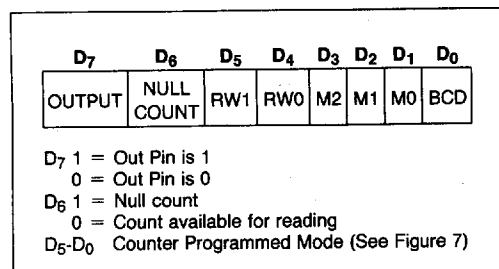 D7 D6 D5 D4 D3 D2 D1 D0
OUTPUT NULL COUNT RW1 RW0 M2 M1 M0 BCD
D7 1 = Out Pin is 1
0 = Out Pin is 0
D6 1 = Null count
0 = Count available for reading
D5-D0 Counter Programmed Mode (See Figure 7)